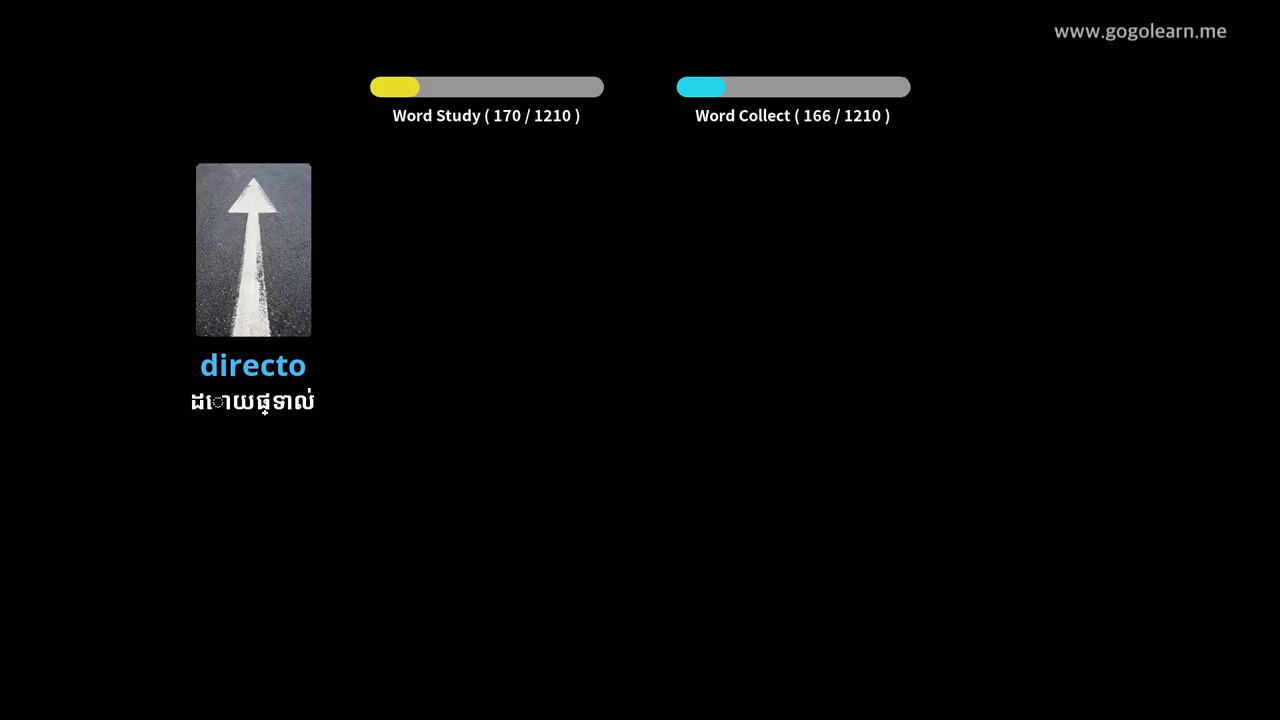 www.gogolearn.me
Word Study ( 170 / 1210 )
Word Collect ( 166 / 1210 )
directo
ដោយផ្ទាល់